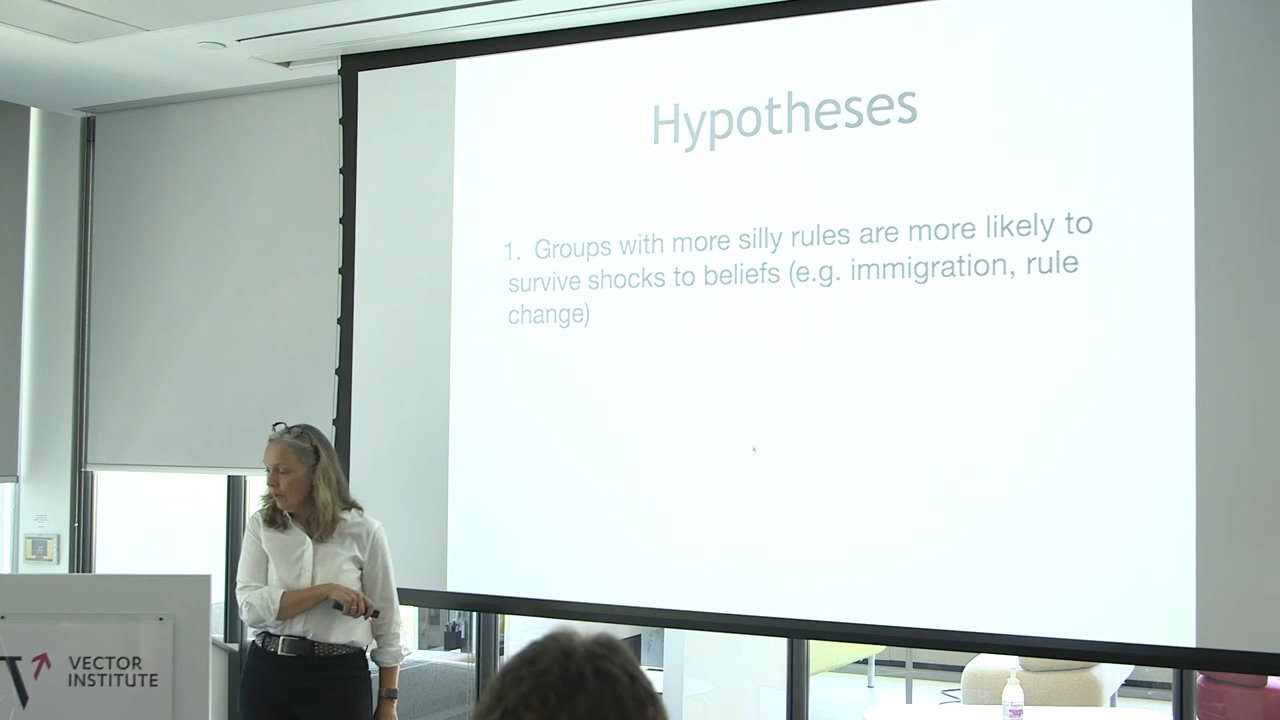 Hypotheses
1. Groups with more silly rules are more likely to
survive shocks to beliefs (e.g. immigration, rule
change)
VECTOR
INSTITUTE